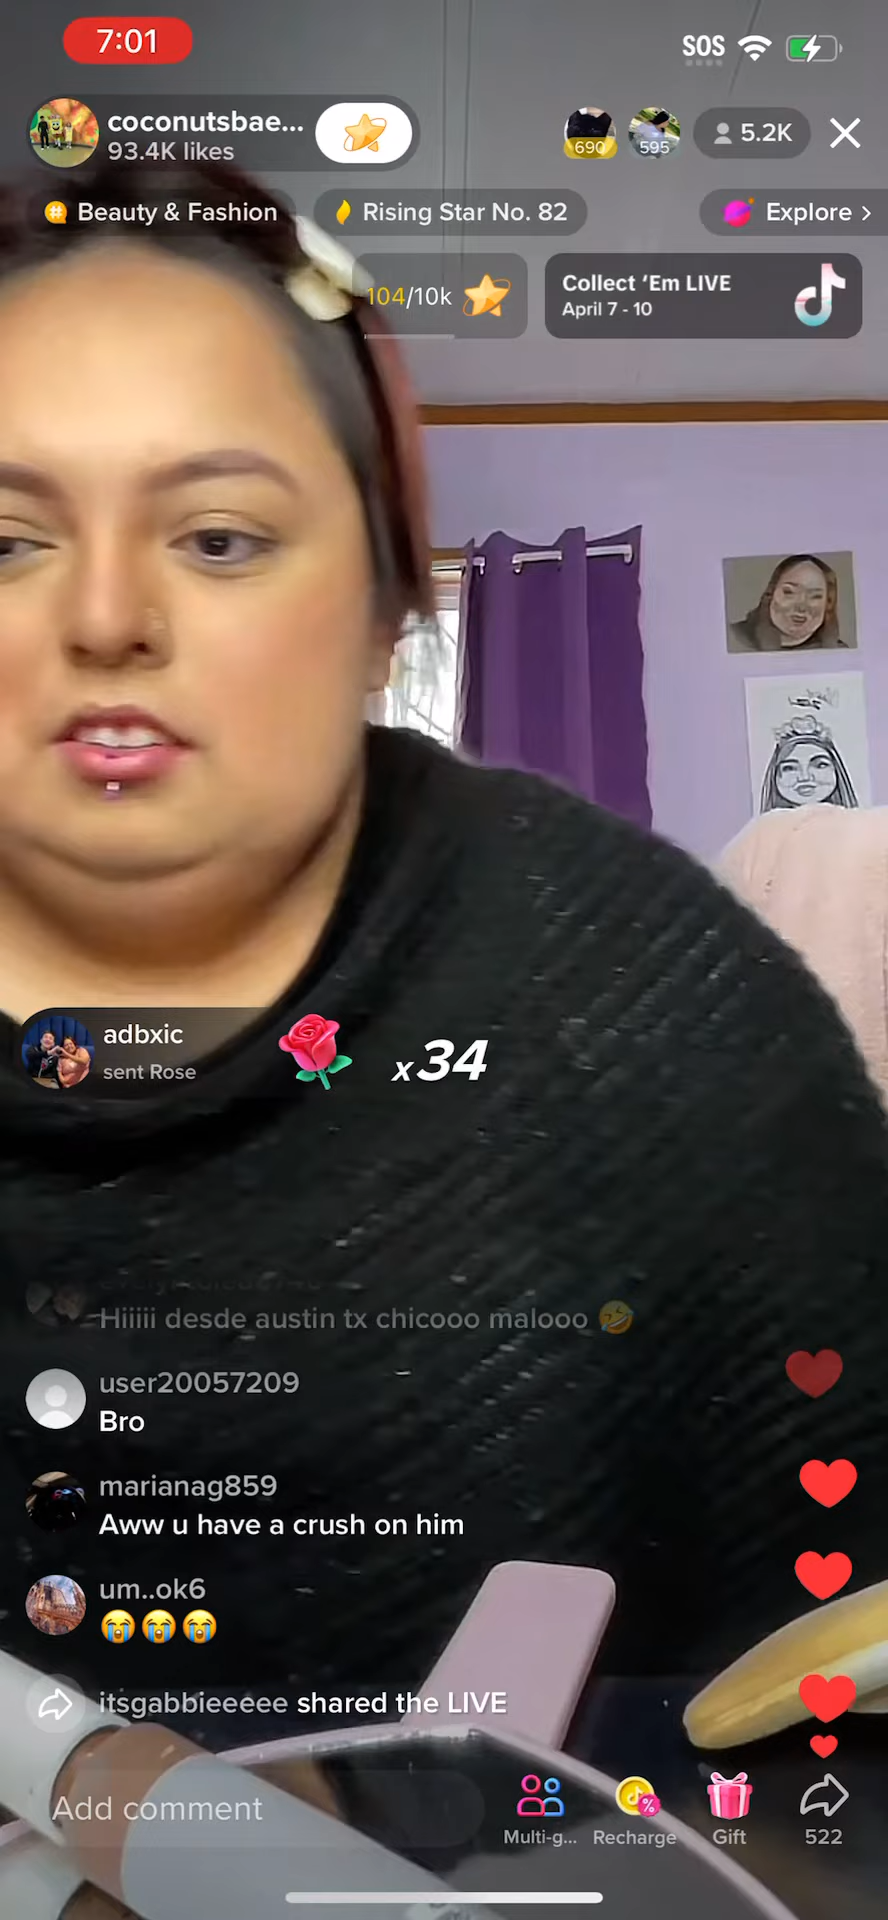 7:01
SOS
coconutsbae...
93.4K likes
690
595
5.2K
Beauty & Fashion
Rising Star No. 82
Explore >
104/10k
Collect ‘Em LIVE
April 7 - 10
adbxic
sent Rose
x34
Hiiiii desde austin tx chicooo malooo 🤣
user20057209
Bro
marianag859
Aww u have a crush on him
um..ok6
😭😭😭
itsgabbieeeee shared the LIVE
Add comment
Multi-g...
Recharge
Gift
522